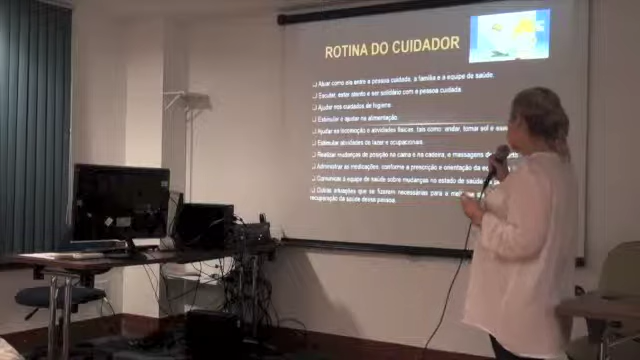 ROTINA DO CUIDADOR
❑ Atuar como elo entre a pessoa cuidada, a família e a equipe de saúde.
❑ Escutar, estar atento e ser solidário com a pessoa cuidada.
❑ Ajudar nos cuidados de higiene.
❑ Estimular e ajudar na alimentação.
❑ Ajudar na locomoção e atividades físicas, tais como: andar, tomar sol e
❑ Estimular atividades de lazer e ocupacionais.
❑ Realizar mudanças de posição na cama e na cadeira, e massagens de
❑ Administrar as medicações, conforme a prescrição e orientação da
❑ Comunicar à equipe de saúde sobre mudanças no estado de saúde
❑ Outras situações que se fizerem necessárias para a
recuperação da saúde dessa pessoa.